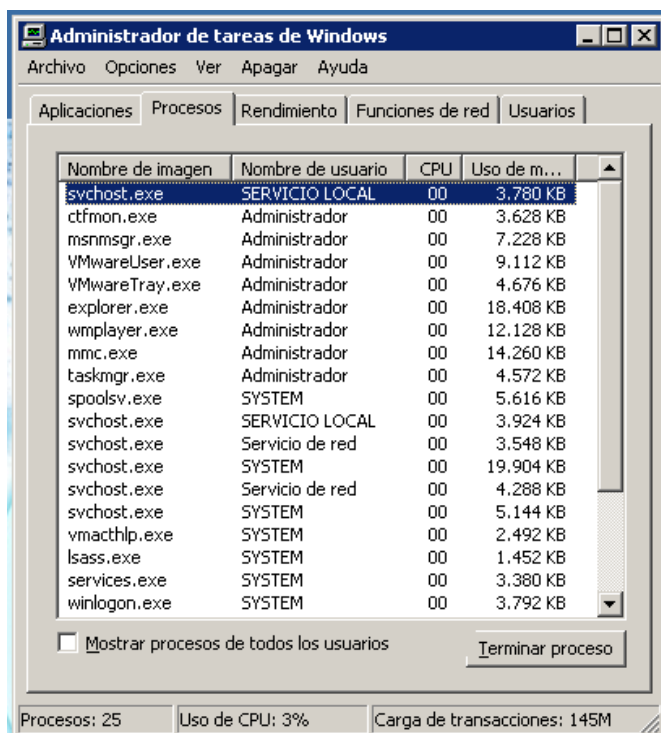 Administrador de tareas de Windows
Archivo Opciones Ver Apagar Ayuda
Aplicaciones Procesos Rendimiento Funciones de red Usuarios
Nombre de imagen Nombre de usuario CPU Uso de m...
svchost.exe SERVICIO LOCAL 00 3.780 KB
ctfmon.exe Administrador 00 3.628 KB
msnmsgr.exe Administrador 00 7.228 KB
VMwareUser.exe Administrador 00 9.112 KB
VMwareTray.exe Administrador 00 4.676 KB
explorer.exe Administrador 00 18.408 KB
wmplayer.exe Administrador 00 12.128 KB
mmc.exe Administrador 00 14.260 KB
taskmgr.exe Administrador 00 4.572 KB
spoolsv.exe SYSTEM 00 5.616 KB
svchost.exe SERVICIO LOCAL 00 3.924 KB
svchost.exe Servicio de red 00 3.548 KB
svchost.exe SYSTEM 00 19.904 KB
svchost.exe Servicio de red 00 4.288 KB
svchost.exe SYSTEM 00 5.144 KB
vmacthlp.exe SYSTEM 00 2.492 KB
lsass.exe SYSTEM 00 1.452 KB
services.exe SYSTEM 00 3.380 KB
winlogon.exe SYSTEM 00 3.792 KB
Mostrar procesos de todos los usuarios Terminar proceso
Procesos: 25 Uso de CPU: 3% Carga de transacciones: 145M